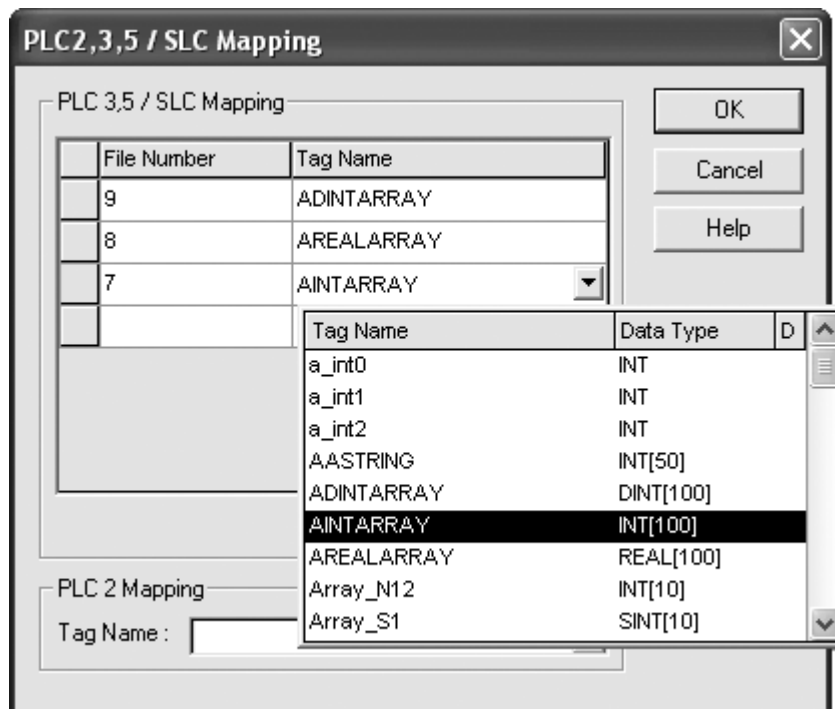 PLC2,3,5 / SLC Mapping
PLC 3,5 / SLC Mapping
File Number Tag Name
9 ADINTARRAY
8 AREALARRAY
7 AINTARRAY
OK
Cancel
Help
Tag Name Data Type D
a_int0 INT
a_int1 INT
a_int2 INT
AASTRING INT[50]
ADINTARRAY DINT[100]
AINTARRAY INT[100]
AREALARRAY REAL[100]
Array_N12 INT[10]
Array_S1 SINT[10]
PLC 2 Mapping
Tag Name :